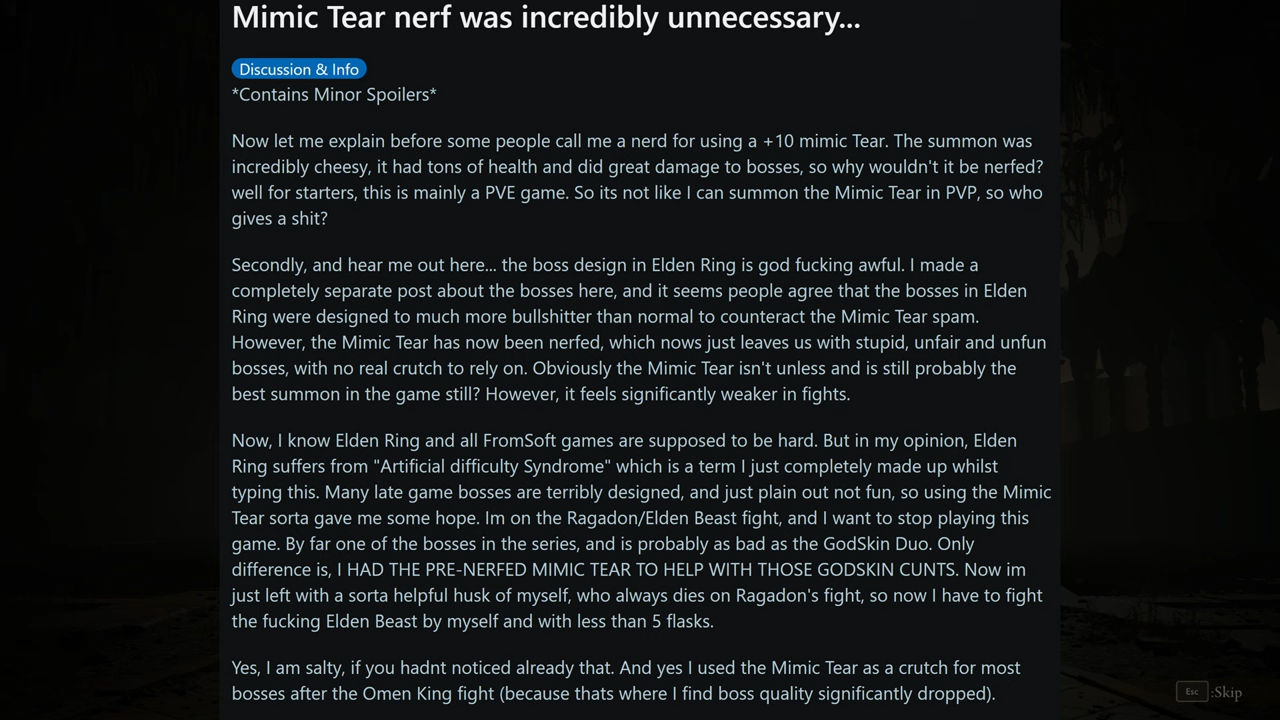 Mimic Tear nerf was incredibly unnecessary...
Discussion & Info
*Contains Minor Spoilers*
Now let me explain before some people call me a nerd for using a +10 mimic Tear. The summon was
incredibly cheesy, it had tons of health and did great damage to bosses, so why wouldn't it be nerfed?
well for starters, this is mainly a PVE game. So its not like I can summon the Mimic Tear in PVP, so who
gives a shit?
Secondly, and hear me out here... the boss design in Elden Ring is god fucking awful. I made a
completely separate post about the bosses here, and it seems people agree that the bosses in Elden
Ring were designed to much more bullshitter than normal to counteract the Mimic Tear spam.
However, the Mimic Tear has now been nerfed, which nows just leaves us with stupid, unfair and unfun
bosses, with no real crutch to rely on. Obviously the Mimic Tear isn't unless and is still probably the
best summon in the game still? However, it feels significantly weaker in fights.
Now, I know Elden Ring and all FromSoft games are supposed to be hard. But in my opinion, Elden
Ring suffers from "Artificial difficulty Syndrome" which is a term I just completely made up whilst
typing this. Many late game bosses are terribly designed, and just plain out not fun, so using the Mimic
Tear sorta gave me some hope. Im on the Ragadon/Elden Beast fight, and I want to stop playing this
game. By far one of the bosses in the series, and is probably as bad as the GodSkin Duo. Only
difference is, I HAD THE PRE-NERFED MIMIC TEAR TO HELP WITH THOSE GODSKIN CUNTS. Now im
just left with a sorta helpful husk of myself, who always dies on Ragadon's fight, so now I have to fight
the fucking Elden Beast by myself and with less than 5 flasks.
Yes, I am salty, if you hadnt noticed already that. And yes I used the Mimic Tear as a crutch for most
bosses after the Omen King fight (because thats where I find boss quality significantly dropped).
Esc :Skip